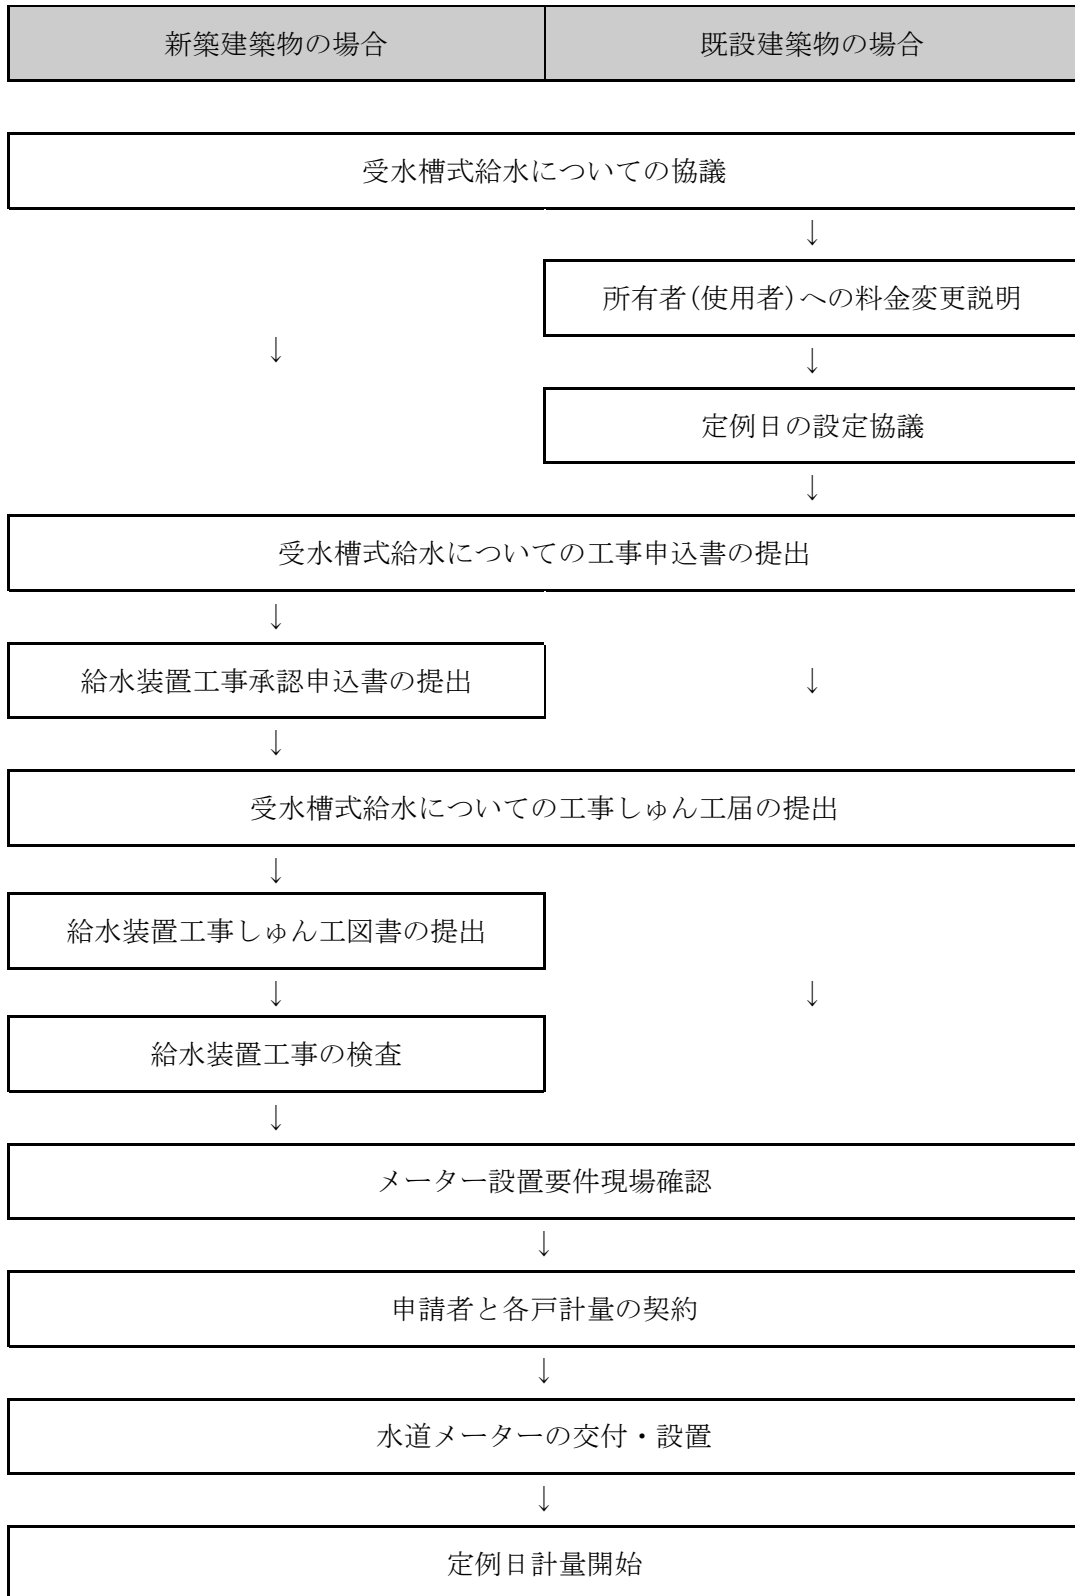 新築建築物の場合
既設建築物の場合
受水槽式給水についての協議
↓
所有者(使用者)への料金変更説明
↓
↓
定例日の設定協議
↓
受水槽式給水についての工事申込書の提出
↓
給水装置工事承認申込書の提出
↓
↓
受水槽式給水についての工事しゅん工届の提出
↓
給水装置工事しゅん工図書の提出
↓
↓
給水装置工事の検査
↓
メーター設置要件現場確認
↓
申請者と各戸計量の契約
↓
水道メーターの交付・設置
↓
定例日計量開始